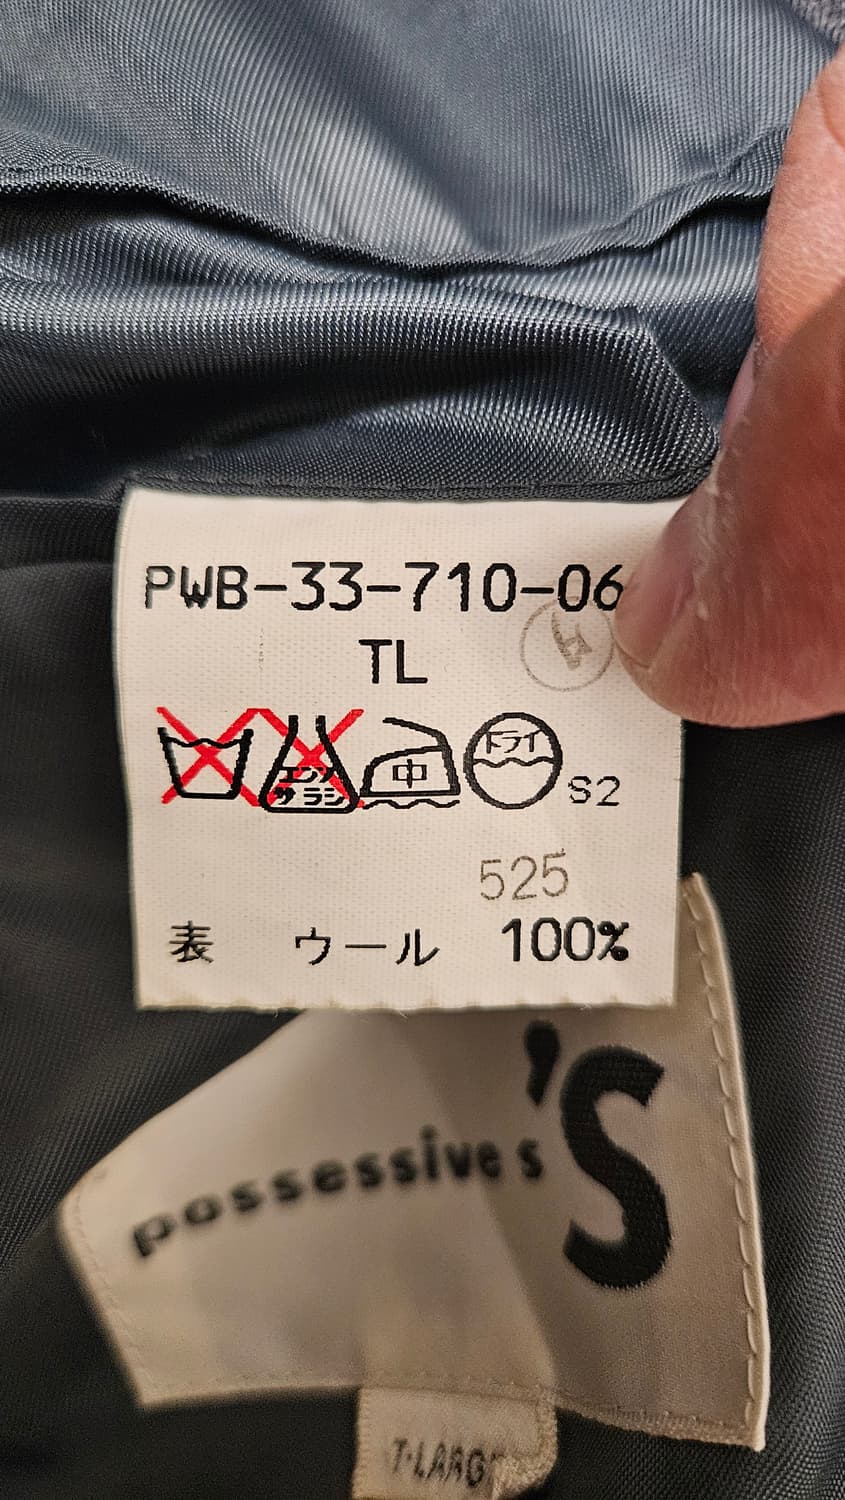 PWB-33-710-06
TL
エンソ
サラシ
中
ドライ
S2
525
表 ウール 100%
possessive s
'S
T·LARG